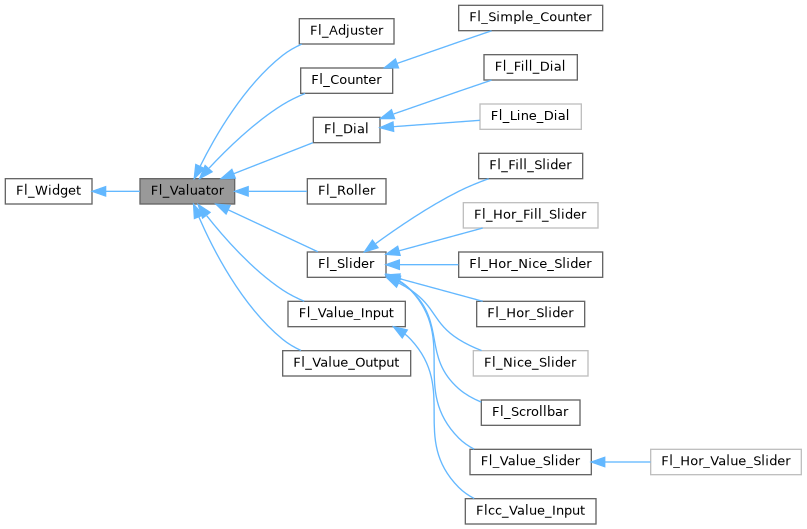 Fl_Widget
Fl_Valuator
Fl_Adjuster
Fl_Counter
Fl_Simple_Counter
Fl_Dial
Fl_Fill_Dial
Fl_Line_Dial
Fl_Roller
Fl_Slider
Fl_Fill_Slider
Fl_Hor_Fill_Slider
Fl_Hor_Nice_Slider
Fl_Hor_Slider
Fl_Nice_Slider
Fl_Scrollbar
Fl_Value_Slider
Fl_Hor_Value_Slider
Fl_Value_Input
Flcc_Value_Input
Fl_Value_Output